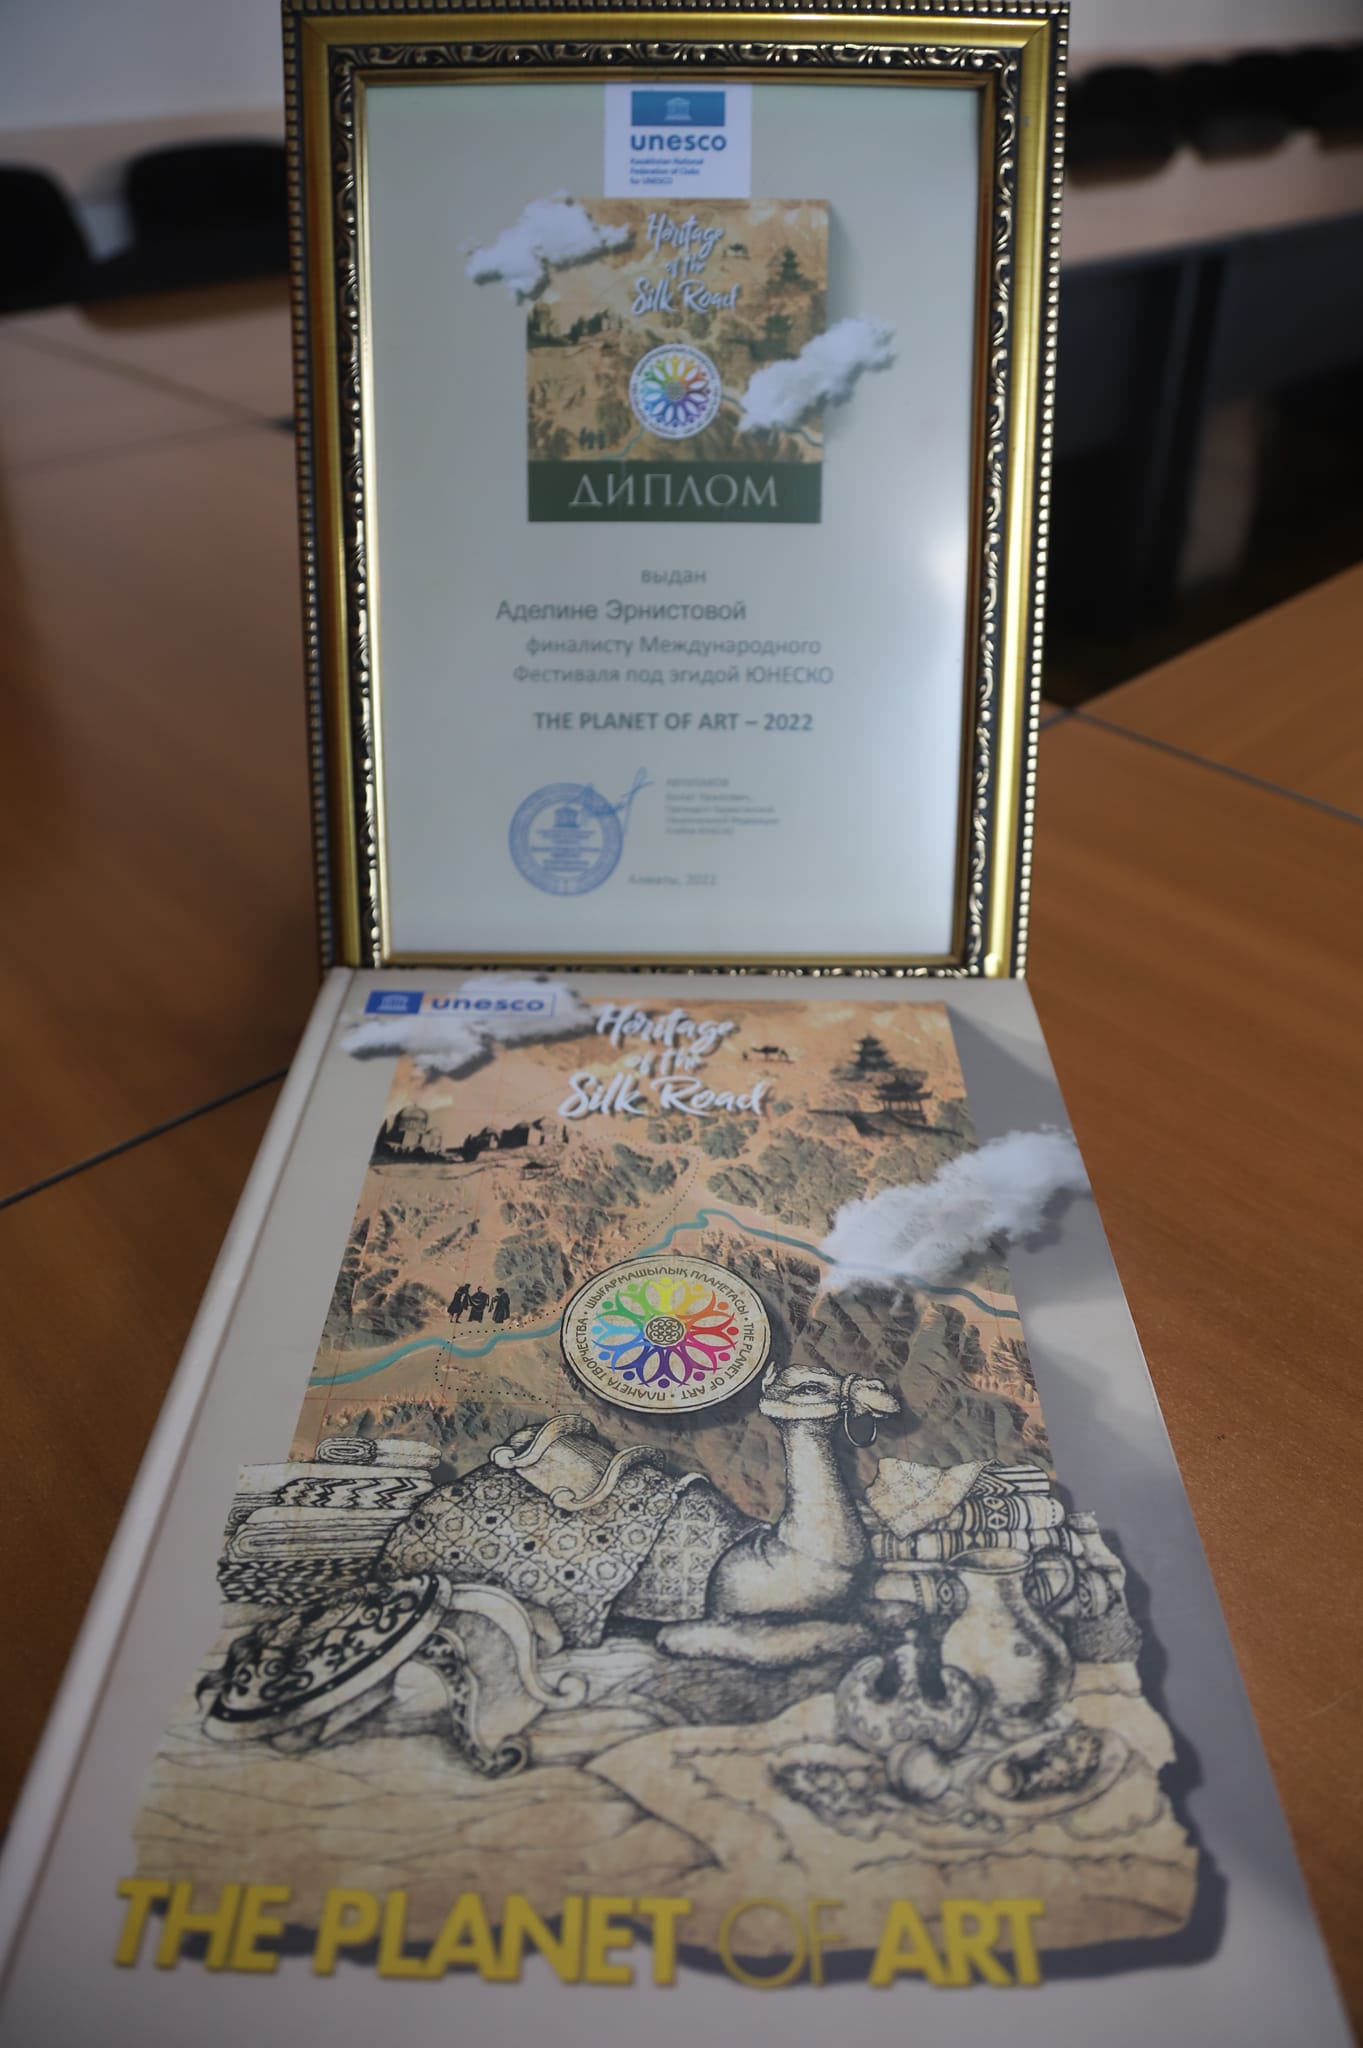 unesco
Kazakhstan National
Federation of Clubs
for UNESCO
Heritage
of the
Silk Road
ДИПЛОМ
выдан
Аделине Эрнистовой
финалисту Международного
Фестиваля под эгидой ЮНЕСКО
THE PLANET OF ART – 2022
Алматы, 2022
unesco
Heritage
of the
Silk Road
ШЫҒАРМАШЫЛЫҚ ПЛАНЕТАСЫ • THE PLANET OF ART • ПЛАНЕТА ТВОРЧЕСТВА •
THE PLANET OF ART